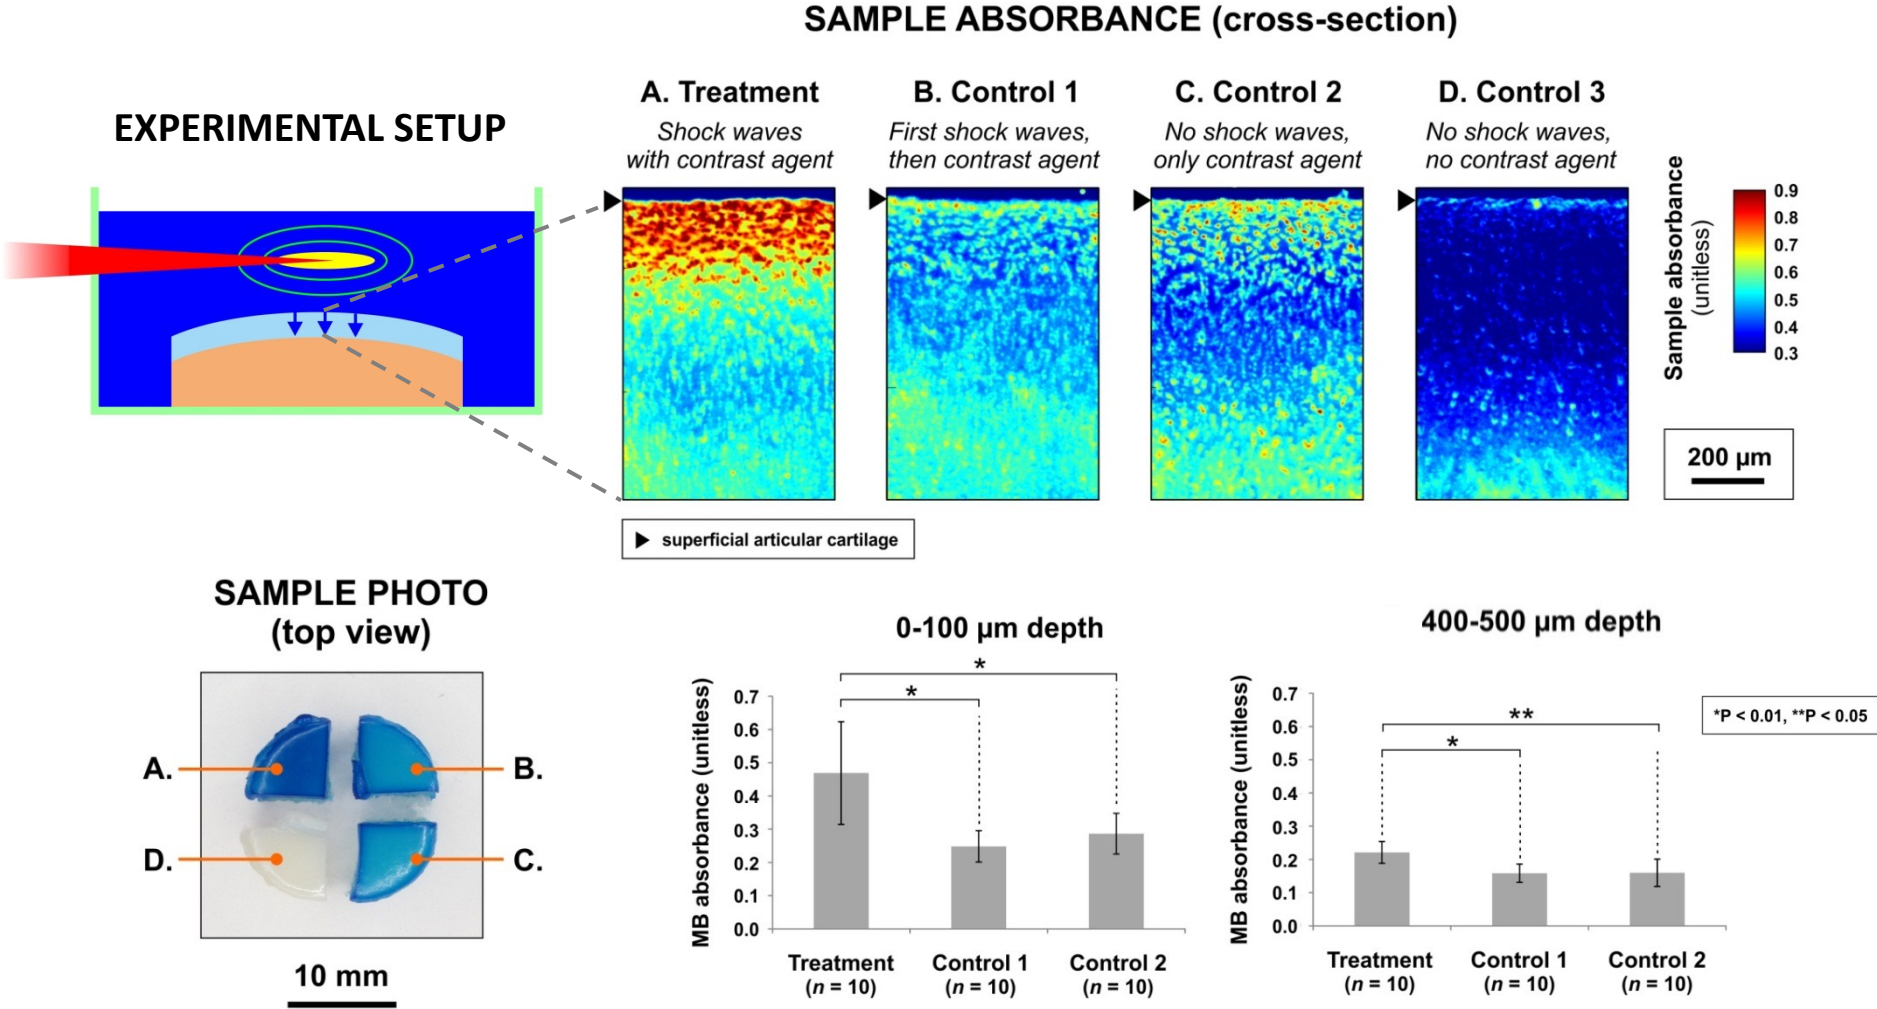 SAMPLE ABSORBANCE (cross-section)
EXPERIMENTAL SETUP
A. Treatment
Shock waves
with contrast agent
B. Control 1
First shock waves,
then contrast agent
C. Control 2
No shock waves,
only contrast agent
D. Control 3
No shock waves,
no contrast agent
Sample absorbance
(unitless)
0.9
0.8
0.7
0.6
0.5
0.4
0.3
200 µm
superficial articular cartilage
SAMPLE PHOTO
(top view)
A.
B.
D.
C.
10 mm
0-100 µm depth
MB absorbance (unitless)
0.7
0.6
0.5
0.4
0.3
0.2
0.1
0.0
*
*
Treatment
(n = 10)
Control 1
(n = 10)
Control 2
(n = 10)
400-500 µm depth
MB absorbance (unitless)
0.7
0.6
0.5
0.4
0.3
0.2
0.1
0.0
**
*
Treatment
(n = 10)
Control 1
(n = 10)
Control 2
(n = 10)
*P < 0.01, **P < 0.05